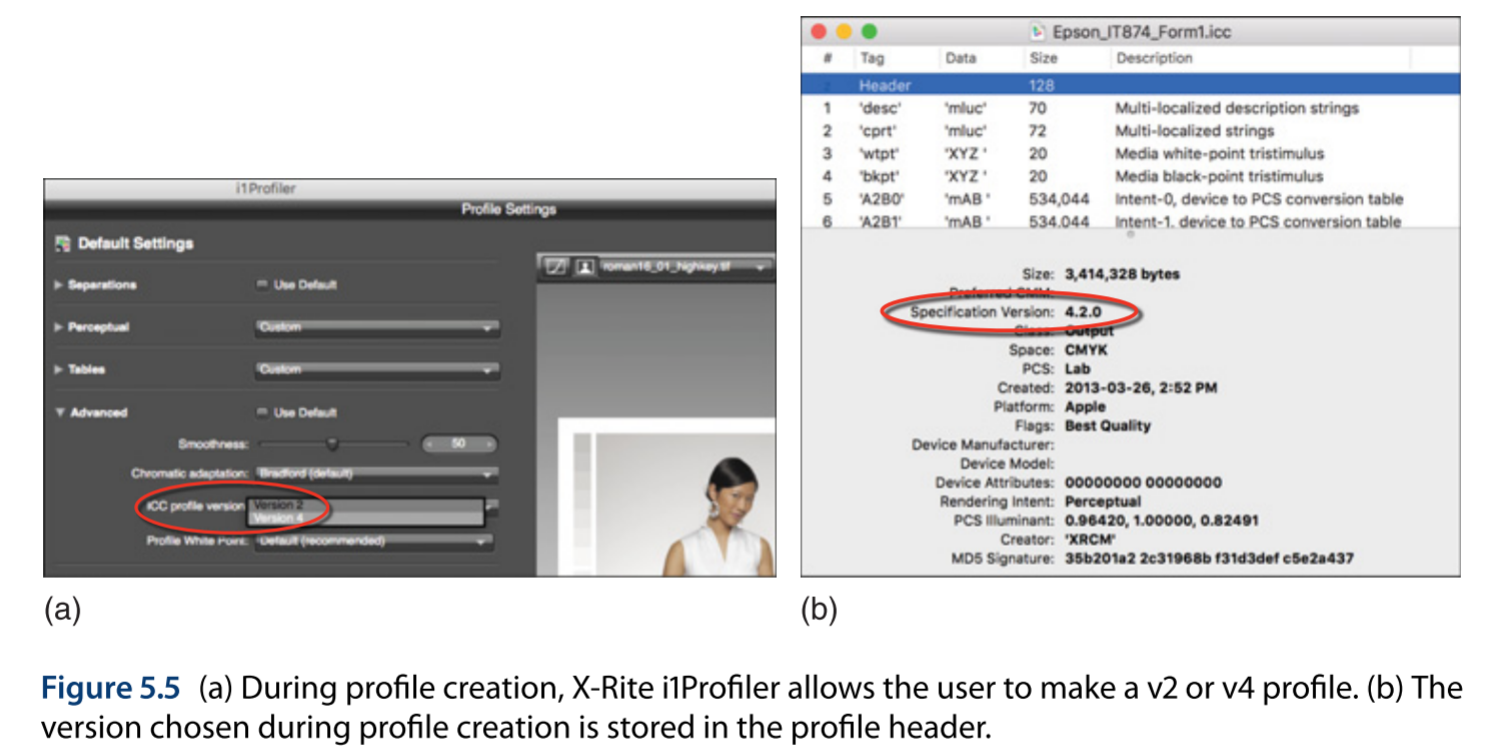 i1Profiler
Profile Settings
Default Settings
Separations Use Default
Perceptual Custom
Tables Custom
Advanced Use Default
Smoothness: 50
Chromatic adaptation: Bradford (default)
ICC profile version Version 2
Version 4
Profile White Point: Default (recommended)
roman16_01_highkey.tif
(a)
Epson_IT874_Form1.icc
# Tag Data Size Description
Header 128
1 'desc' 'mluc' 70 Multi-localized description strings
2 'cprt' 'mluc' 72 Multi-localized strings
3 'wtpt' 'XYZ ' 20 Media white-point tristimulus
4 'bkpt' 'XYZ ' 20 Media black-point tristimulus
5 'A2B0' 'mAB ' 534,044 Intent-0, device to PCS conversion table
6 'A2B1' 'mAB ' 534,044 Intent-1, device to PCS conversion table
Size: 3,414,328 bytes
Preferred CMM:
Specification Version: 4.2.0
Class: Output
Space: CMYK
PCS: Lab
Created: 2013-03-26, 2:52 PM
Platform: Apple
Flags: Best Quality
Device Manufacturer:
Device Model:
Device Attributes: 00000000 00000000
Rendering Intent: Perceptual
PCS Illuminant: 0.96420, 1.00000, 0.82491
Creator: 'XRCM'
MD5 Signature: 35b201a2 2c31968b f31d3def c5e2a437
(b)
Figure 5.5 (a) During profile creation, X-Rite i1Profiler allows the user to make a v2 or v4 profile. (b) The
version chosen during profile creation is stored in the profile header.